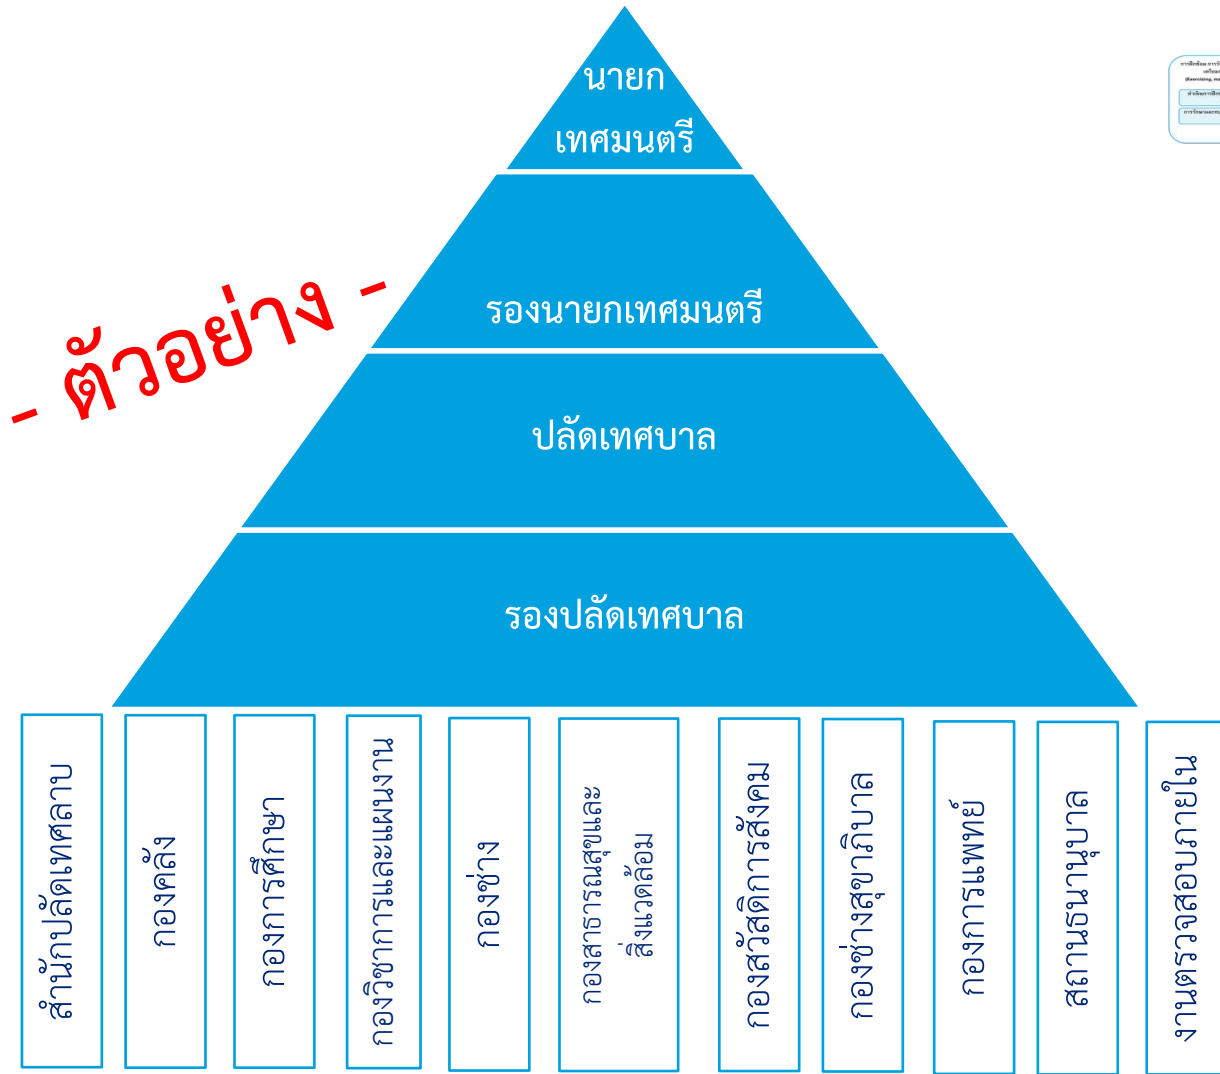 นายก
เทศมนตรี
รองนายกเทศมนตรี
- ตัวอย่าง -
ปลัดเทศบาล
รองปลัดเทศบาล
สำนักปลัดเทศลาบ
กองคลัง
กองการศึกษา
กองวิชาการและแผนงาน
กองช่าง
กองสาธารณสุขและ
สิ่งแวดล้อม
กองสวัสดิการสังคม
กองช่างสุขาภิบาล
กองการแพทย์
สถานธนานุบาล
งานตรวจสอบภายใน